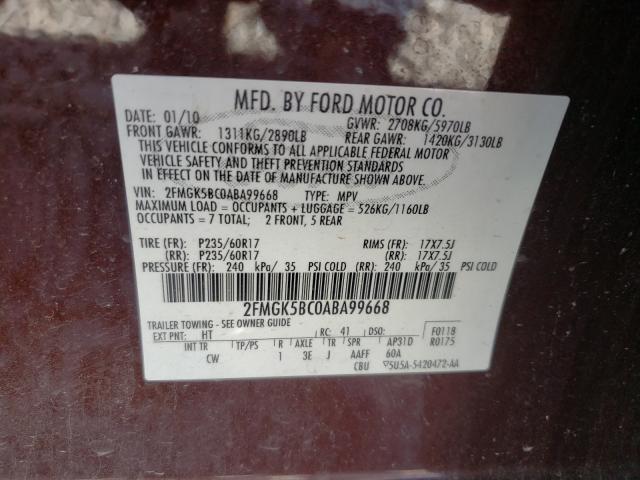 MFD. BY FORD MOTOR CO.
DATE: 01/10 GVWR: 2708KG/5970LB
FRONT GAWR: 1311KG/2890LB REAR GAWR: 1420KG/3130LB
THIS VEHICLE CONFORMS TO ALL APPLICABLE FEDERAL MOTOR
VEHICLE SAFETY AND THEFT PREVENTION STANDARDS
IN EFFECT ON THE DATE OF MANUFACTURE SHOWN ABOVE.
VIN: 2FMGK5BC0ABA99668 TYPE: MPV
MAXIMUM LOAD = OCCUPANTS + LUGGAGE = 526KG/1160LB
OCCUPANTS = 7 TOTAL; 2 FRONT, 5 REAR
TIRE (FR): P235/60R17 RIMS (FR): 17X7.5J
(RR): P235/60R17 (RR): 17X7.5J
PRESSURE (FR): 240 kPa/ 35 PSI COLD (RR): 240 kPa/ 35 PSI COLD
2FMGK5BC0ABA99668
TRAILER TOWING - SEE OWNER GUIDE
EXT PNT: HT RC: 41 DSO: F0118
INT TR TP/PS R AXLE TR SPR AP31D R0175
CW 1 3E J AAFF 60A
CBU 5U5A-5420472-AA